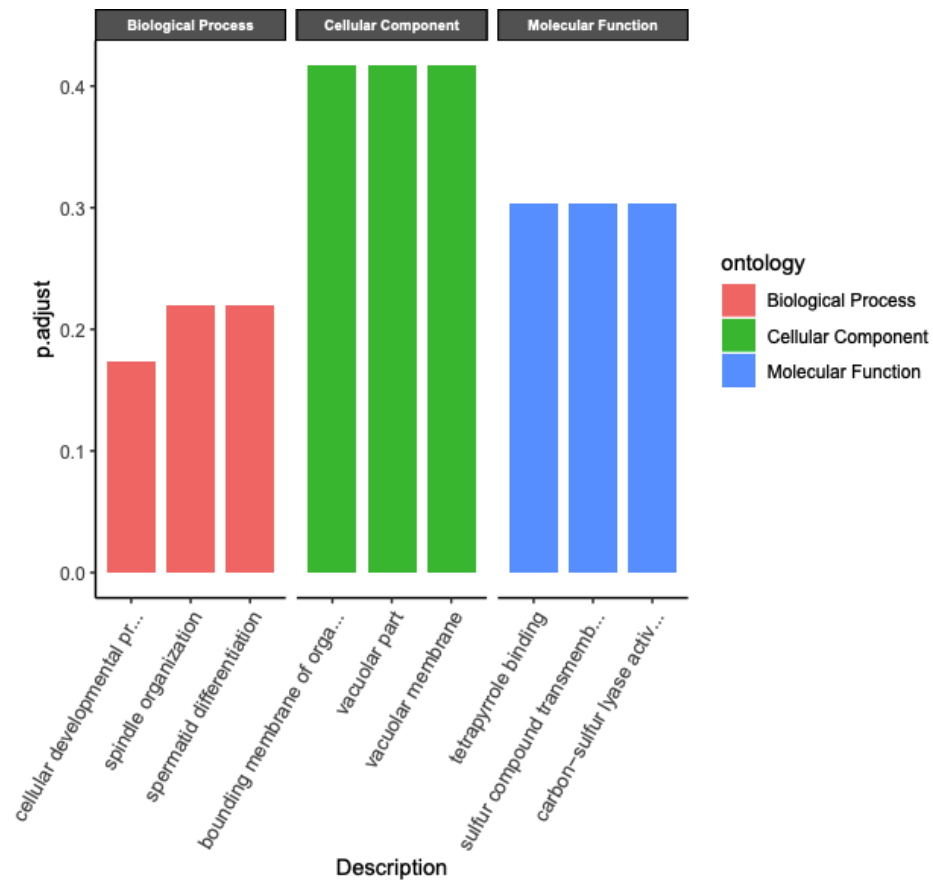 Biological Process
Cellular Component
Molecular Function
0.4
0.3
0.2
0.1
0.0
p.adjust
cellular developmental pr...
spindle organization
spermatid differentiation
bounding membrane of orga...
vacuolar part
vacuolar membrane
tetrapyrrole binding
sulfur compound transmemb...
carbon−sulfur lyase activ...
Description
ontology
Biological Process
Cellular Component
Molecular Function